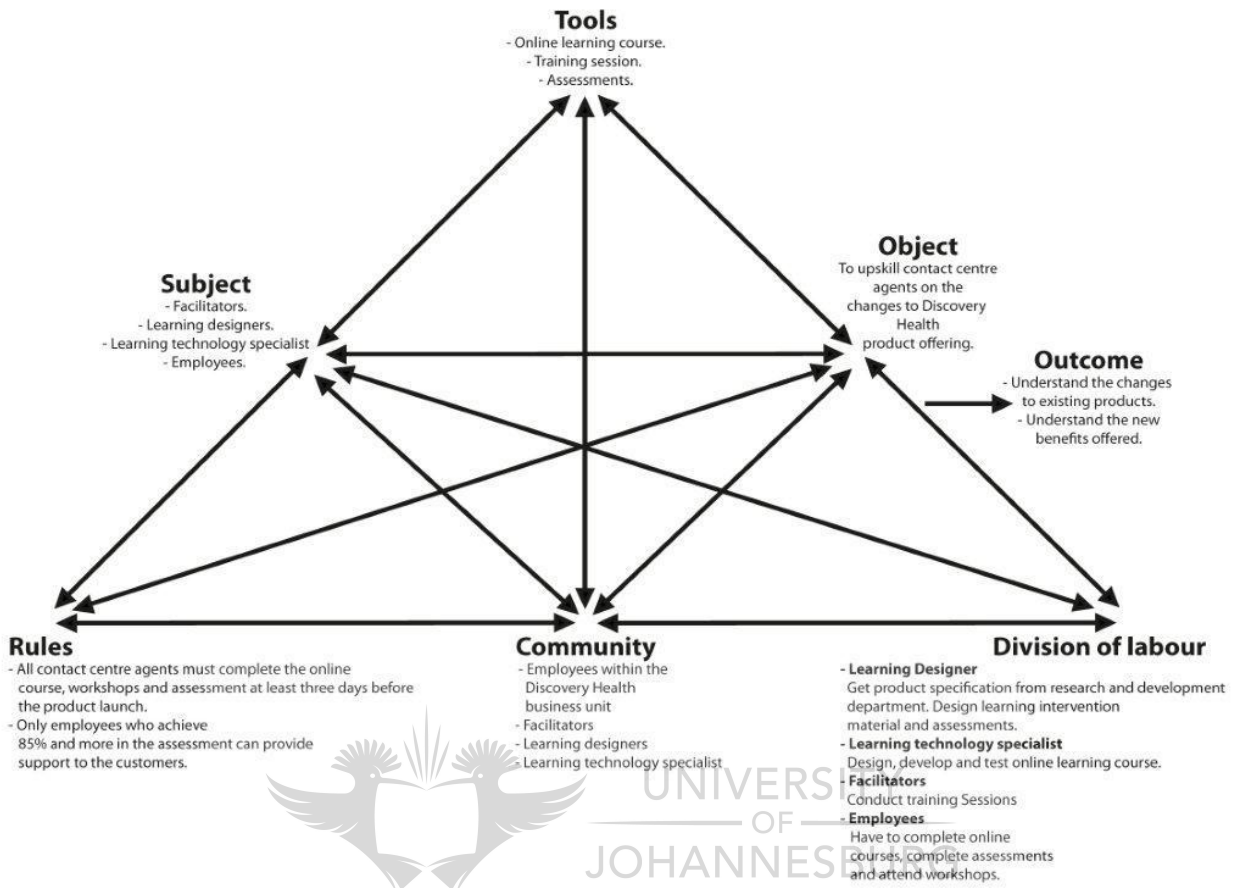 Tools
- Online learning course.
- Training session.
- Assessments.
Subject
- Facilitators.
- Learning designers.
- Learning technology specialist
- Employees.
Object
To upskill contact centre
agents on the
changes to Discovery
Health
product offering.
Outcome
- Understand the changes
to existing products.
- Understand the new
benefits offered.
Rules
- All contact centre agents must complete the online
course, workshops and assessment at least three days before
the product launch.
- Only employees who achieve
85% and more in the assessment can provide
support to the customers.
Community
- Employees within the
Discovery Health
business unit
- Facilitators
- Learning designers
- Learning technology specialist
Division of labour
- Learning Designer
Get product specification from research and development
department. Design learning intervention
material and assessments.
- Learning technology specialist
Design, develop and test online learning course.
- Facilitators
Conduct training Sessions
- Employees
Have to complete online
courses, complete assessments
and attend workshops.
UNIVERSITY
OF
JOHANNESBURG